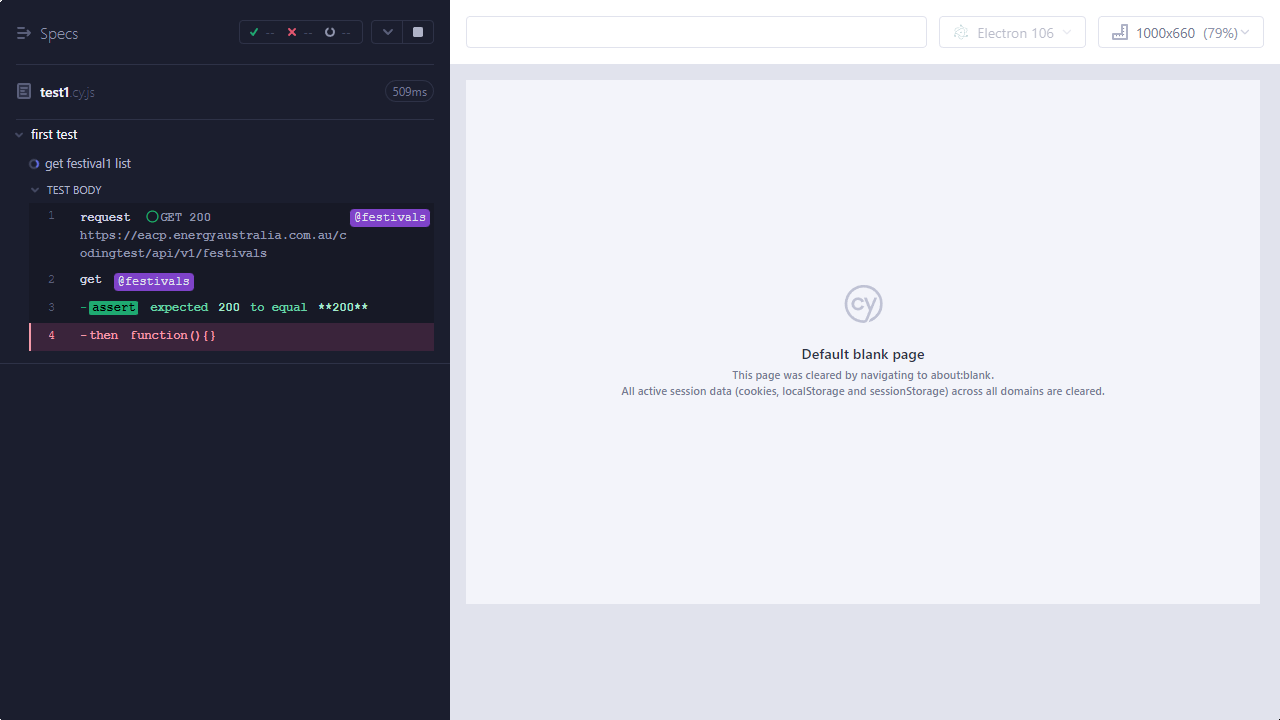 Specs
-- -- --
test1.cy.js
509ms
first test
get festival1 list
TEST BODY
1 request GET 200 @festivals
https://eacp.energyaustralia.com.au/c
odingtest/api/v1/festivals
2 get @festivals
3 -assert expected 200 to equal **200**
4 -then function(){}
Electron 106
1000x660 (79%)
cy
Default blank page
This page was cleared by navigating to about:blank.
All active session data (cookies, localStorage and sessionStorage) across all domains are cleared.